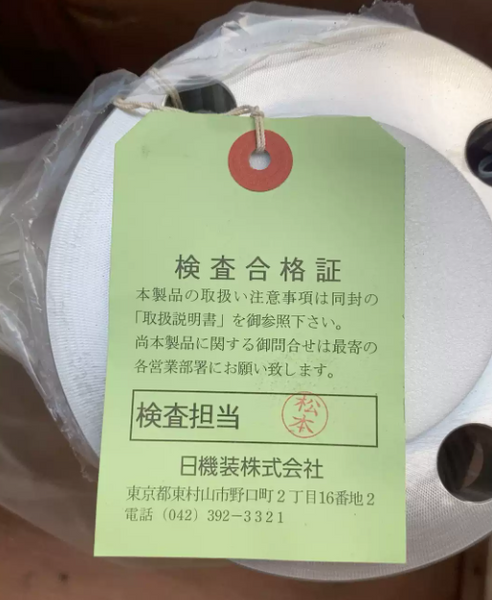 検査合格証
本製品の取扱い注意事項は同封の
「取扱説明書」を御参照下さい。
尚本製品に関する御問合せは最寄の
各営業部署にお願い致します。
検査担当 松本
日機装株式会社
東京都東村山市野口町2丁目16番地2
電話（042）392−3321